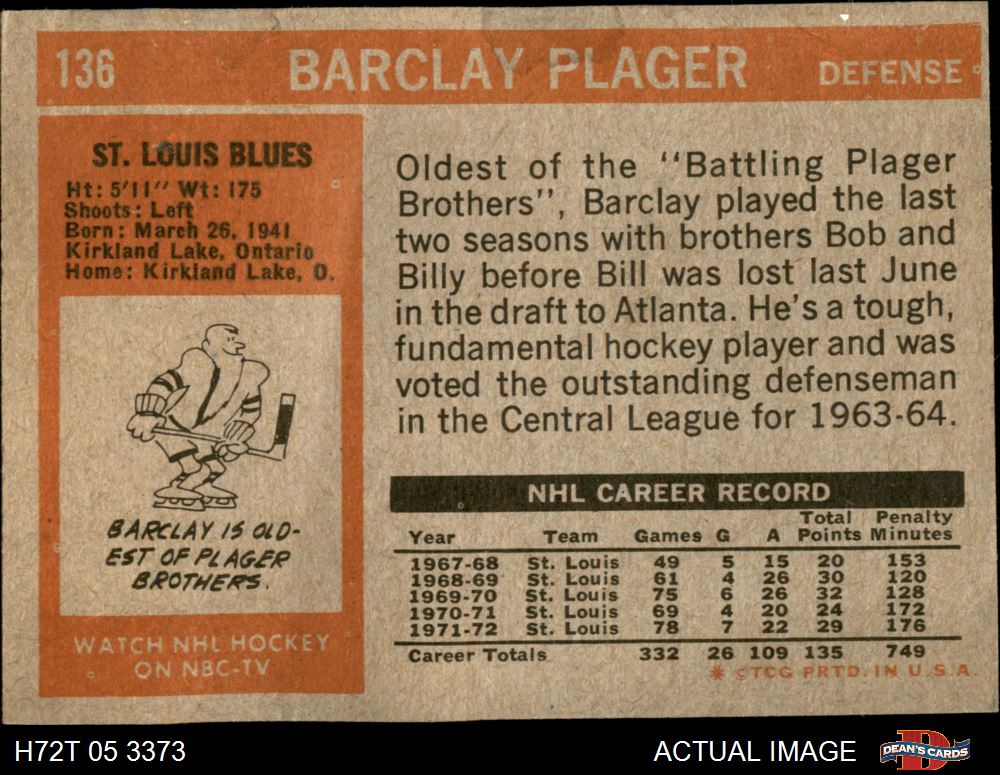 136 BARCLAY PLAGER DEFENSE
ST. LOUIS BLUES
Ht: 5'11" Wt: 175
Shoots: Left
Born: March 26, 1941
Kirkland Lake, Ontario
Home: Kirkland Lake, O.
BARCLAY IS OLD-
EST OF PLAGER
BROTHERS.
WATCH NHL HOCKEY
ON NBC-TV
Oldest of the "Battling Plager
Brothers", Barclay played the last
two seasons with brothers Bob and
Billy before Bill was lost last June
in the draft to Atlanta. He's a tough,
fundamental hockey player and was
voted the outstanding defenseman
in the Central League for 1963-64.
NHL CAREER RECORD
Total Penalty
Year Team Games G A Points Minutes
1967-68 St. Louis 49 5 15 20 153
1968-69 St. Louis 61 4 26 30 120
1969-70 St. Louis 75 6 26 32 128
1970-71 St. Louis 69 4 20 24 172
1971-72 St. Louis 78 7 22 29 176
Career Totals 332 26 109 135 749
* ©TCG PRTD. IN U.S.A.
H72T 05 3373 ACTUAL IMAGE DEAN'S CARDS